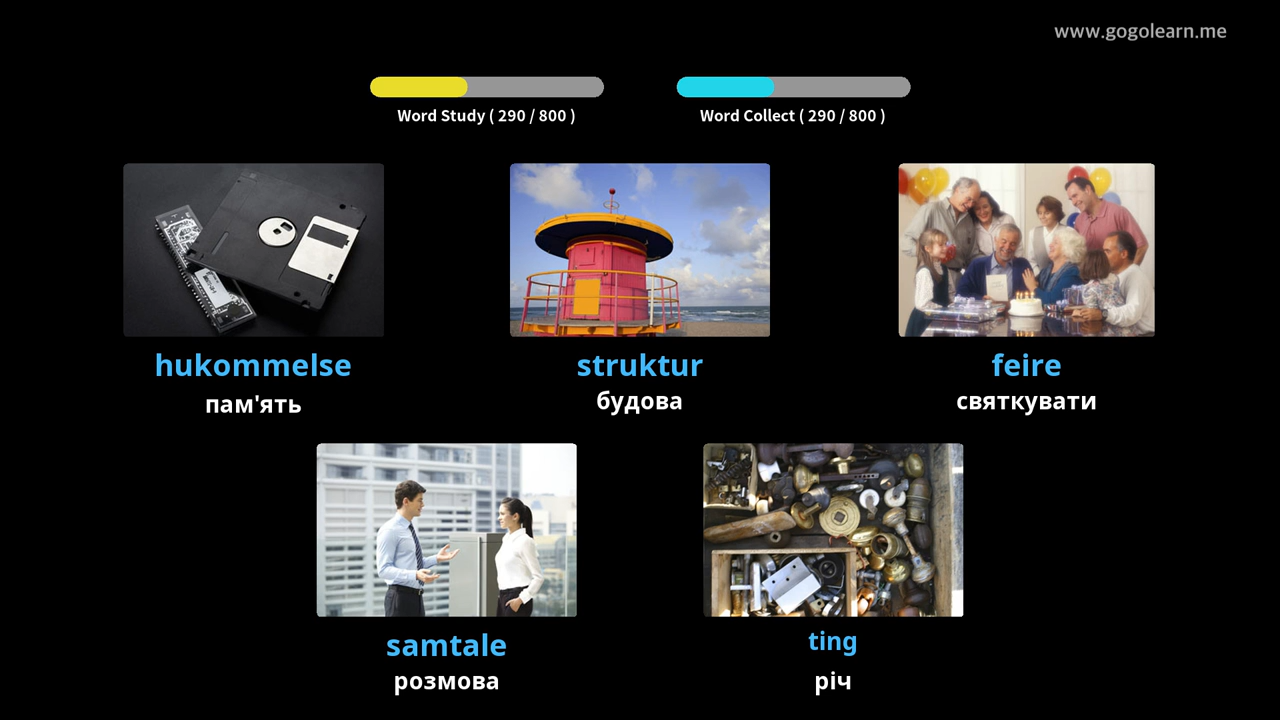 www.gogolearn.me
Word Study ( 290 / 800 )
Word Collect ( 290 / 800 )
hukommelse
пам'ять
struktur
будова
feire
святкувати
samtale
розмова
ting
річ